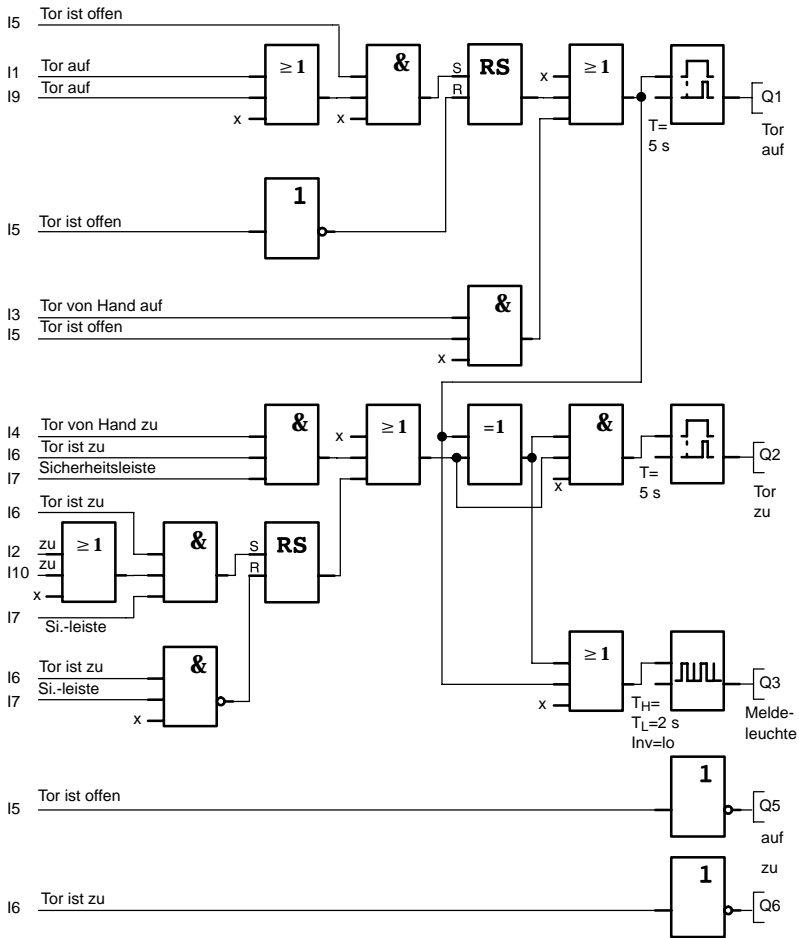 I5 Tor ist offen
I1 Tor auf
I9 Tor auf
x
≥1
x
&
S
R
RS
x
≥1
T=
5 s
Q1
Tor
auf
I5 Tor ist offen
1
I3 Tor von Hand auf
I5 Tor ist offen
x
&
I4 Tor von Hand zu
I6 Tor ist zu
I7 Sicherheitsleiste
&
x
≥1
=1
&
x
T=
5 s
Q2
Tor
zu
I6 Tor ist zu
I2 zu
I10 zu
x
≥1
I7 Si.-leiste
&
S
R
RS
I6 Tor ist zu
I7 Si.-leiste
x
&
≥1
x
TH=
TL=2 s
Inv=lo
Q3
Melde-
leuchte
I5 Tor ist offen
1
Q5
auf
zu
I6 Tor ist zu
1
Q6